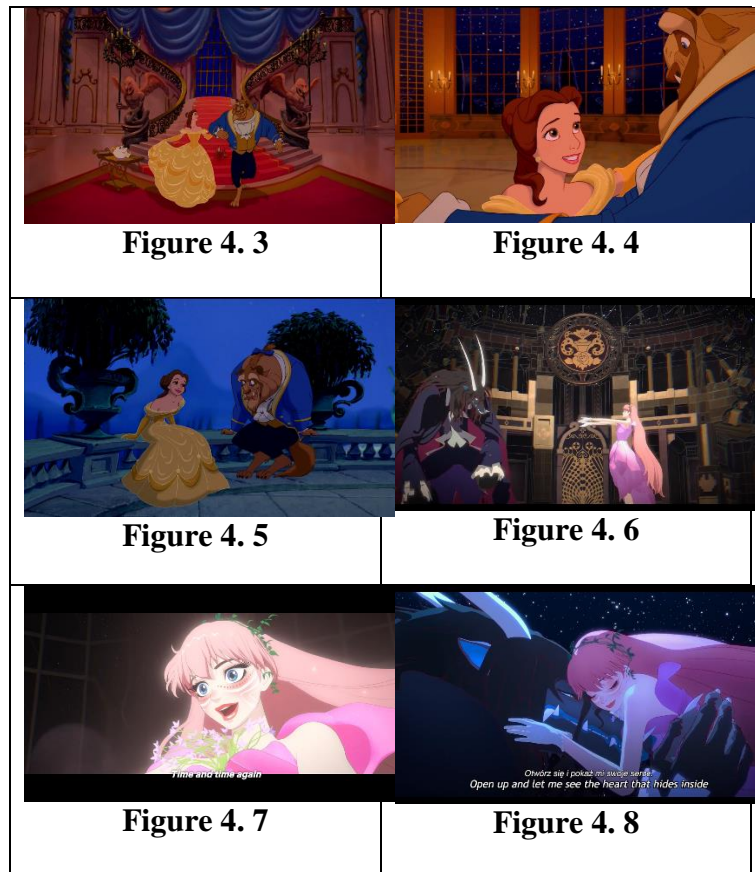 Figure 4. 3
Figure 4. 4
Figure 4. 5
Figure 4. 6
Time and time again
Figure 4. 7
Otwórz się i pokaż mi swoje serce.
Open up and let me see the heart that hides inside
Figure 4. 8